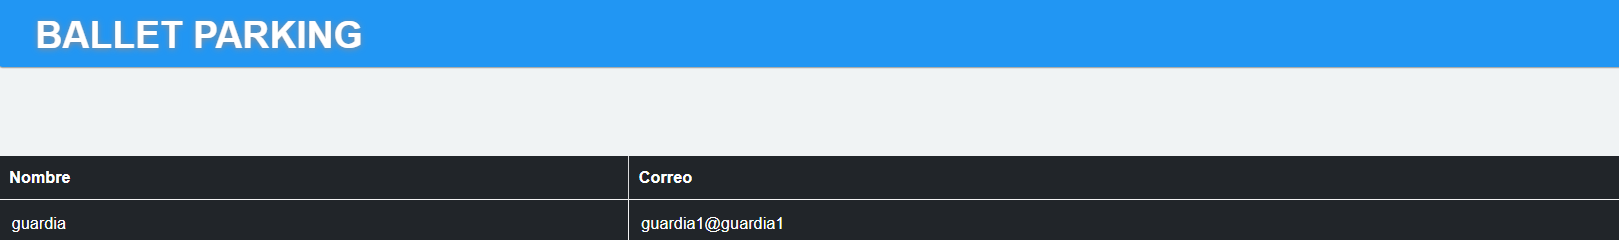 BALLET PARKING
Nombre Correo
guardia guardia1@guardia1